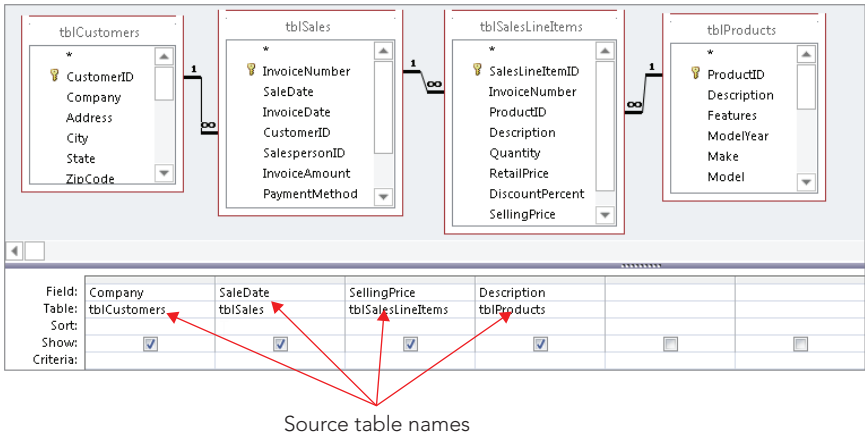 tblCustomers
*
CustomerID
Company
Address
City
State
ZipCode
1
∞
tblSales
*
InvoiceNumber
SaleDate
InvoiceDate
CustomerID
SalespersonID
InvoiceAmount
PaymentMethod
1
∞
tblSalesLineItems
*
SalesLineItemID
InvoiceNumber
ProductID
Description
Quantity
RetailPrice
DiscountPercent
SellingPrice
1
∞
tblProducts
*
ProductID
Description
Features
ModelYear
Make
Model
Field: Company SaleDate SellingPrice Description
Table: tblCustomers tblSales tblSalesLineItems tblProducts
Sort:
Show:
Criteria:
Source table names